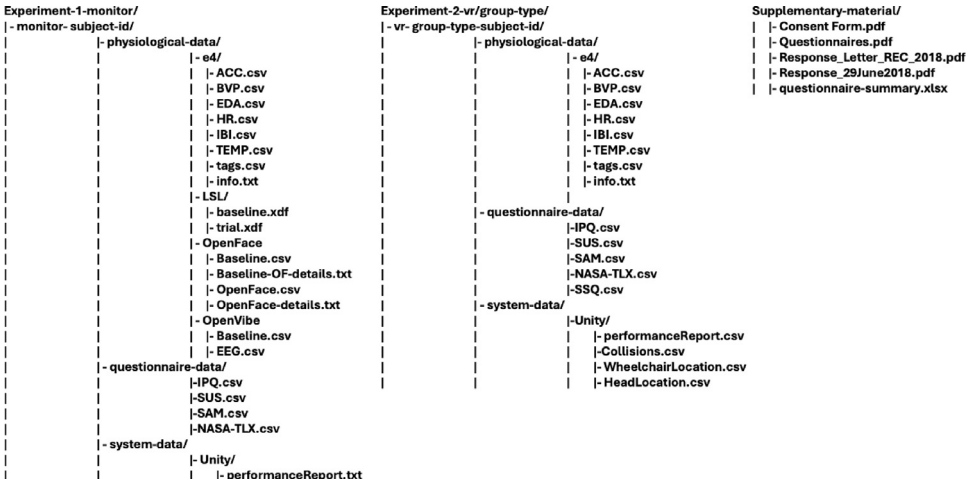 Experiment-1-monitor/
|- monitor- subject-id/
| |- physiological-data/
| | |- e4/
| | | |- ACC.csv
| | | |- BVP.csv
| | | |- EDA.csv
| | | |- HR.csv
| | | |- IBI.csv
| | | |- TEMP.csv
| | | |- tags.csv
| | | |- info.txt
| | |- LSL/
| | | |- baseline.xdf
| | | |- trial.xdf
| | |- OpenFace
| | | |- Baseline.csv
| | | |- Baseline-OF-details.txt
| | | |- OpenFace.csv
| | | |- OpenFace-details.txt
| | |- OpenVibe
| | | |- Baseline.csv
| | | |- EEG.csv
| |- questionnaire-data/
| | |-IPQ.csv
| | |-SUS.csv
| | |-SAM.csv
| | |-NASA-TLX.csv
| |- system-data/
| | |- Unity/
| | | |- performanceReport.txt
Experiment-2-vr/group-type/
|- vr- group-type-subject-id/
| |- physiological-data/
| | |- e4/
| | | |- ACC.csv
| | | |- BVP.csv
| | | |- EDA.csv
| | | |- HR.csv
| | | |- IBI.csv
| | | |- TEMP.csv
| | | |- tags.csv
| | | |- info.txt
| | |
| |- questionnaire-data/
| | |-IPQ.csv
| | |-SUS.csv
| | |-SAM.csv
| | |-NASA-TLX.csv
| | |-SSQ.csv
| |- system-data/
| | |-Unity/
| | | |- performanceReport.csv
| | | |-Collisions.csv
| | | |- WheelchairLocation.csv
| | | |- HeadLocation.csv
Supplementary-material/
| |- Consent Form.pdf
| |- Questionnaires.pdf
| |- Response_Letter_REC_2018.pdf
| |- Response_29June2018.pdf
| |- questionnaire-summary.xlsx